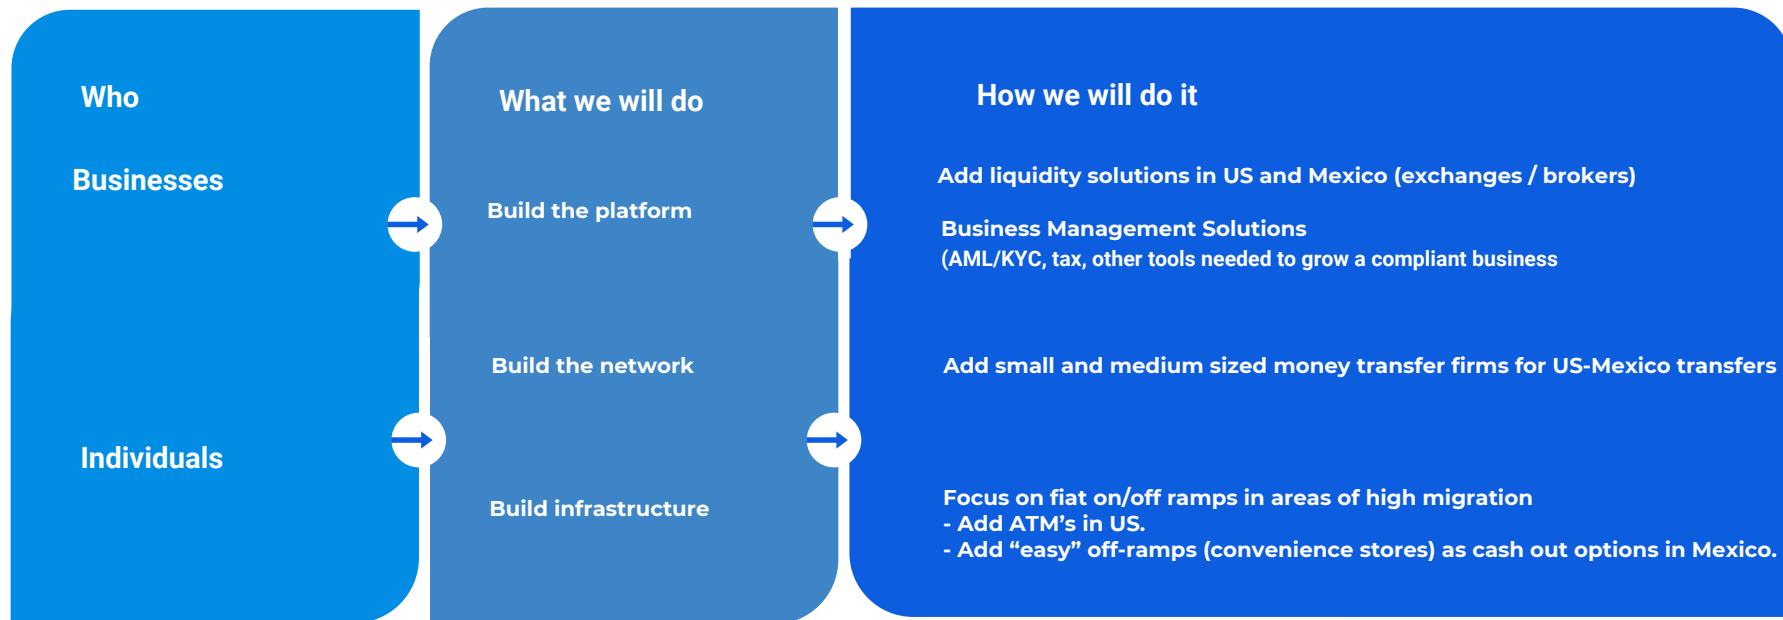 Who
Businesses
Individuals
What we will do
Build the platform
Build the network
Build infrastructure
How we will do it
Add liquidity solutions in US and Mexico (exchanges / brokers)
Business Management Solutions
(AML/KYC, tax, other tools needed to grow a compliant business
Add small and medium sized money transfer firms for US-Mexico transfers
Focus on fiat on/off ramps in areas of high migration
- Add ATM’s in US.
- Add “easy” off-ramps (convenience stores) as cash out options in Mexico.